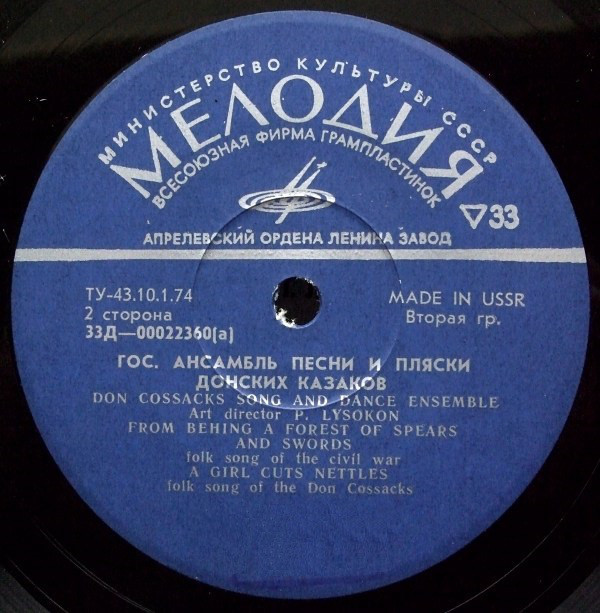 МИНИСТЕРСТВО КУЛЬТУРЫ СССР
МЕЛОДИЯ
ВСЕСОЮЗНАЯ ФИРМА ГРАМПЛАСТИНОК
33
АПРЕЛЕВСКИЙ ОРДЕНА ЛЕНИНА ЗАВОД
ТУ-43.10.1.74
MADE IN USSR
2 сторона
Вторая гр.
33Д—00022360(а)
ГОС. АНСАМБЛЬ ПЕСНИ И ПЛЯСКИ
ДОНСКИХ КАЗАКОВ
DON COSSACKS SONG AND DANCE ENSEMBLE
Art director P. LYSOKON
FROM BEHING A FOREST OF SPEARS
AND SWORDS
folk song of the civil war
A GIRL CUTS NETTLES
folk song of the Don Cossacks